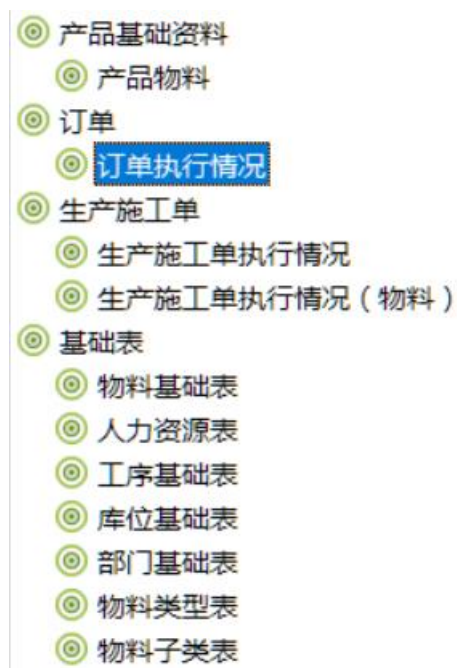 产品基础资料
产品物料
订单
订单执行情况
生产施工单
生产施工单执行情况
生产施工单执行情况（物料）
基础表
物料基础表
人力资源表
工序基础表
库位基础表
部门基础表
物料类型表
物料子类表